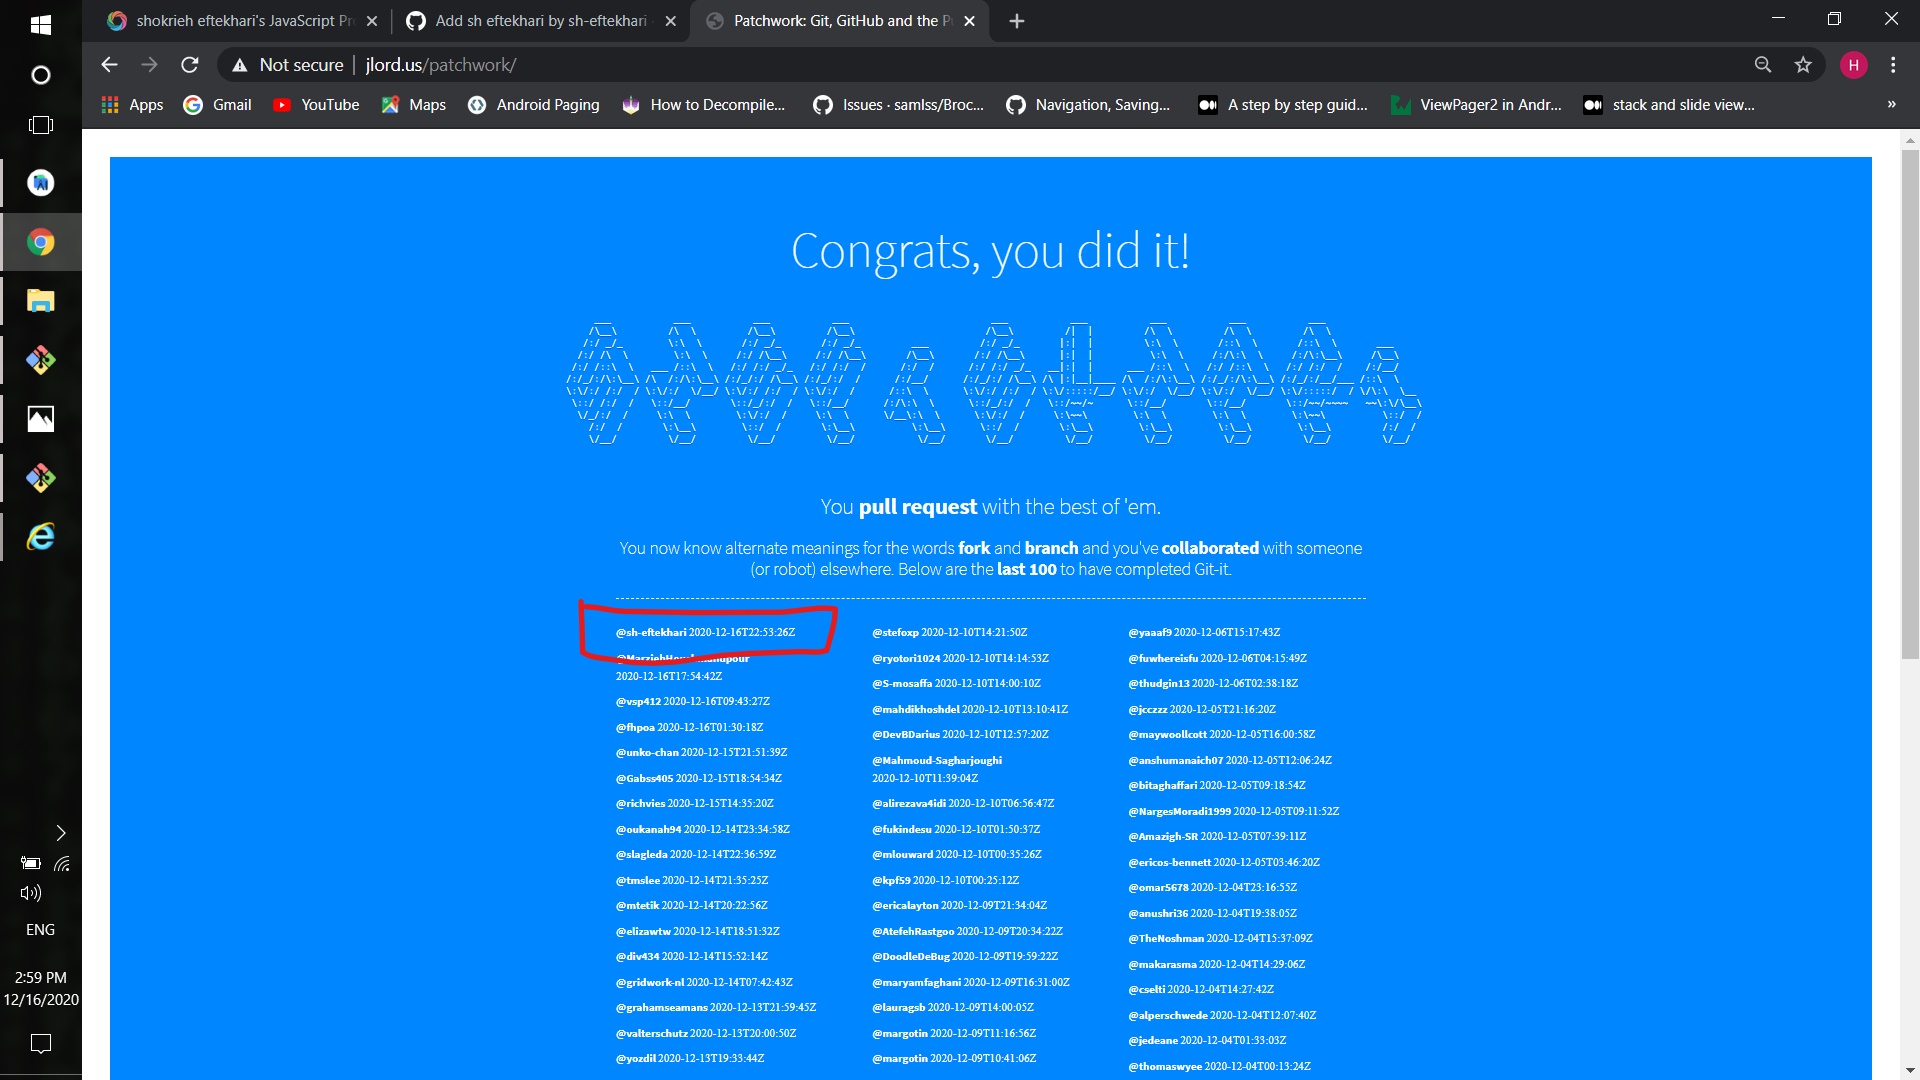 shokrieh eftekhari's JavaScript Pr
Add sh eftekhari by sh-eftekhari
Patchwork: Git, GitHub and the P
Not secure
jlord.us/patchwork/
H
Apps
Gmail
YouTube
Maps
Android Paging
How to Decompile...
Issues · samlss/Broc...
Navigation, Saving...
A step by step guid...
ViewPager2 in Andr...
stack and slide view...
»
Congrats, you did it!
You pull request with the best of 'em.
You now know alternate meanings for the words fork and branch and you've collaborated with someone
(or robot) elsewhere. Below are the last 100 to have completed Git-it.
@sh-eftekhari 2020-12-16T22:53:26Z
2020-12-16T17:54:42Z
@vsp412 2020-12-16T09:43:27Z
@fhpoa 2020-12-16T01:30:18Z
@unko-chan 2020-12-15T21:51:39Z
@Gabss405 2020-12-15T18:54:34Z
@richvies 2020-12-15T14:35:20Z
@oukanah94 2020-12-14T23:34:58Z
@slagleda 2020-12-14T22:36:59Z
@tmslee 2020-12-14T21:35:25Z
@mtetik 2020-12-14T20:22:56Z
@elizawtw 2020-12-14T18:51:32Z
@div434 2020-12-14T15:52:14Z
@gridwork-nl 2020-12-14T07:42:43Z
@grahamseamans 2020-12-13T21:59:45Z
@valterschutz 2020-12-13T20:00:50Z
@yozdil 2020-12-13T19:33:44Z
@stefoxp 2020-12-10T14:21:50Z
@ryotori1024 2020-12-10T14:14:53Z
@S-mosaffa 2020-12-10T14:00:10Z
@mahdikhoshdel 2020-12-10T13:10:41Z
@DevBDarius 2020-12-10T12:57:20Z
@Mahmoud-Sagharjoughi
2020-12-10T11:39:04Z
@alirezava4idi 2020-12-10T06:56:47Z
@fukindesu 2020-12-10T01:50:37Z
@mlouward 2020-12-10T00:35:26Z
@kpf59 2020-12-10T00:25:12Z
@ericalayton 2020-12-09T21:34:04Z
@AtefehRastgoo 2020-12-09T20:34:22Z
@DoodleDeBug 2020-12-09T19:59:22Z
@maryamfaghani 2020-12-09T16:31:00Z
@lauragsb 2020-12-09T14:00:05Z
@margotin 2020-12-09T11:16:56Z
@margotin 2020-12-09T10:41:06Z
@yaaaf9 2020-12-06T15:17:43Z
@fuwhereisfu 2020-12-06T04:15:49Z
@thudgin13 2020-12-06T02:38:18Z
@jcczzz 2020-12-05T21:16:20Z
@maywoollcott 2020-12-05T16:00:58Z
@anshumanaich07 2020-12-05T12:06:24Z
@bitaghaffari 2020-12-05T09:18:54Z
@NargesMoradi1999 2020-12-05T09:11:52Z
@Amazigh-SR 2020-12-05T07:39:11Z
@ericos-bennett 2020-12-05T03:46:20Z
@omar5678 2020-12-04T23:16:55Z
@anushri36 2020-12-04T19:38:05Z
@TheNoshman 2020-12-04T15:37:09Z
@makarasma 2020-12-04T14:29:06Z
@cselti 2020-12-04T14:27:42Z
@alperschwede 2020-12-04T12:07:40Z
@jedeane 2020-12-04T01:33:03Z
@thomaswyee 2020-12-04T00:13:24Z
ENG
2:59 PM
12/16/2020